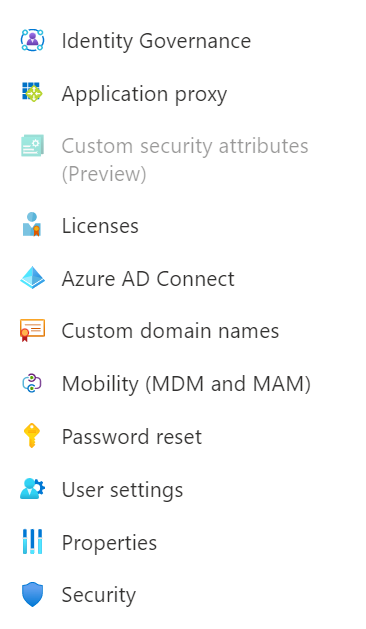 Identity Governance
Application proxy
Custom security attributes
(Preview)
Licenses
Azure AD Connect
Custom domain names
Mobility (MDM and MAM)
Password reset
User settings
Properties
Security